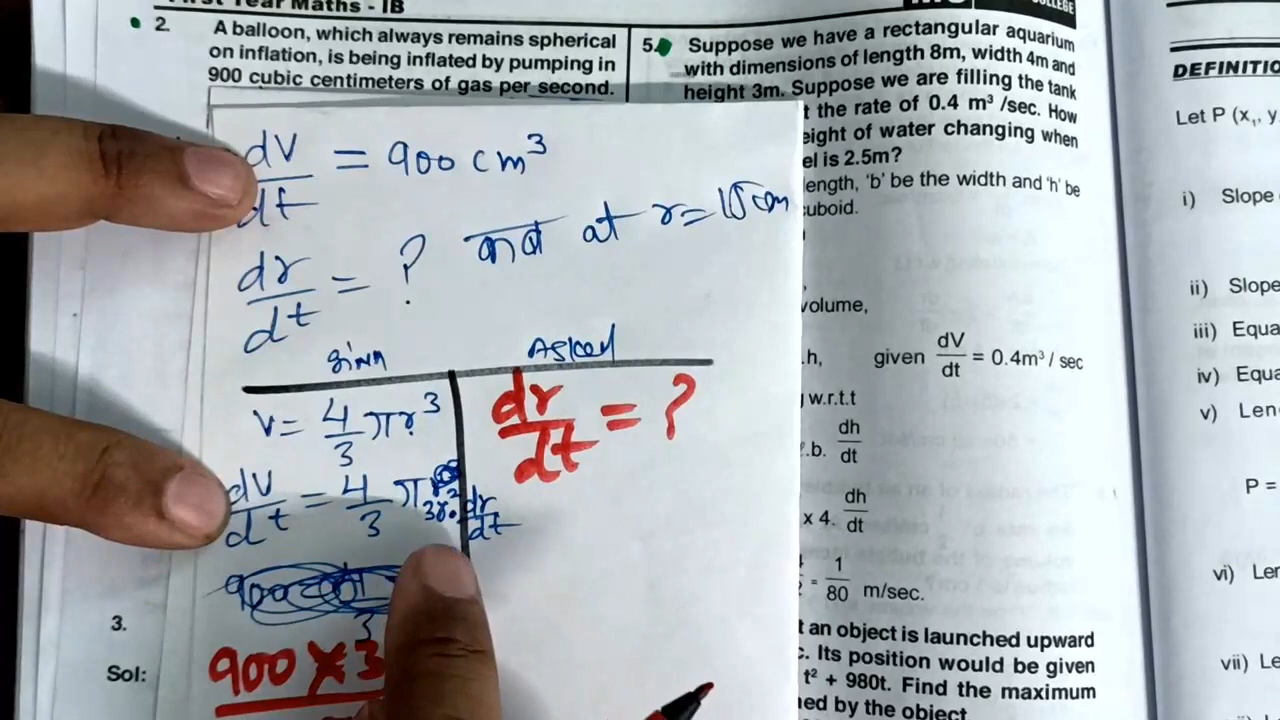 Year Maths - IB
COLLEGE
2. A balloon, which always remains spherical
on inflation, is being inflated by pumping in
900 cubic centimeters of gas per second.
dV/dt = 900 cm³
dr/dt = ? at r = 15 cm
Asked
V = 4/3 πr³
dr/dt = ?
dV/dt = 4/3 π 3r² . dr/dt
900 × 3
3.
Sol:
5. Suppose we have a rectangular aquarium
with dimensions of length 8m, width 4m and
height 3m. Suppose we are filling the tank
t the rate of 0.4 m³ /sec. How
eight of water changing when
el is 2.5m?
ength, 'b' be the width and 'h' be
uboid.
volume,
.h, given dV/dt = 0.4m³ / sec
w.r.t.t
.b. dh/dt
x 4. dh/dt
= 1/80 m/sec.
t an object is launched upward
c. Its position would be given
t² + 980t. Find the maximum
ned by the object
DEFINITIO
Let P (x₁, y
i) Slope
ii) Slope
iii) Equa
iv) Equa
v) Len
P =
vi) Ler
vii) Le